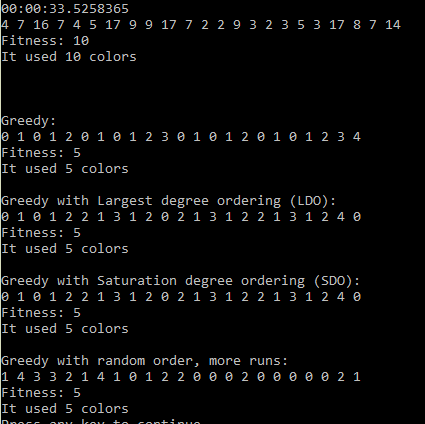 00:00:33.5258365
4 7 16 7 4 5 17 9 9 17 7 2 2 9 3 2 3 5 3 17 8 7 14
Fitness: 10
It used 10 colors
Greedy:
0 1 0 1 2 0 1 0 1 2 3 0 1 0 1 2 0 1 0 1 2 3 4
Fitness: 5
It used 5 colors
Greedy with Largest degree ordering (LDO):
0 1 0 1 2 2 1 3 1 2 0 2 1 3 1 2 2 1 3 1 2 4 0
Fitness: 5
It used 5 colors
Greedy with Saturation degree ordering (SDO):
0 1 0 1 2 2 1 3 1 2 0 2 1 3 1 2 2 1 3 1 2 4 0
Fitness: 5
It used 5 colors
Greedy with random order, more runs:
1 4 3 3 2 1 4 1 0 1 2 2 0 0 0 2 0 0 0 0 0 2 1
Fitness: 5
It used 5 colors
Press any key to continue